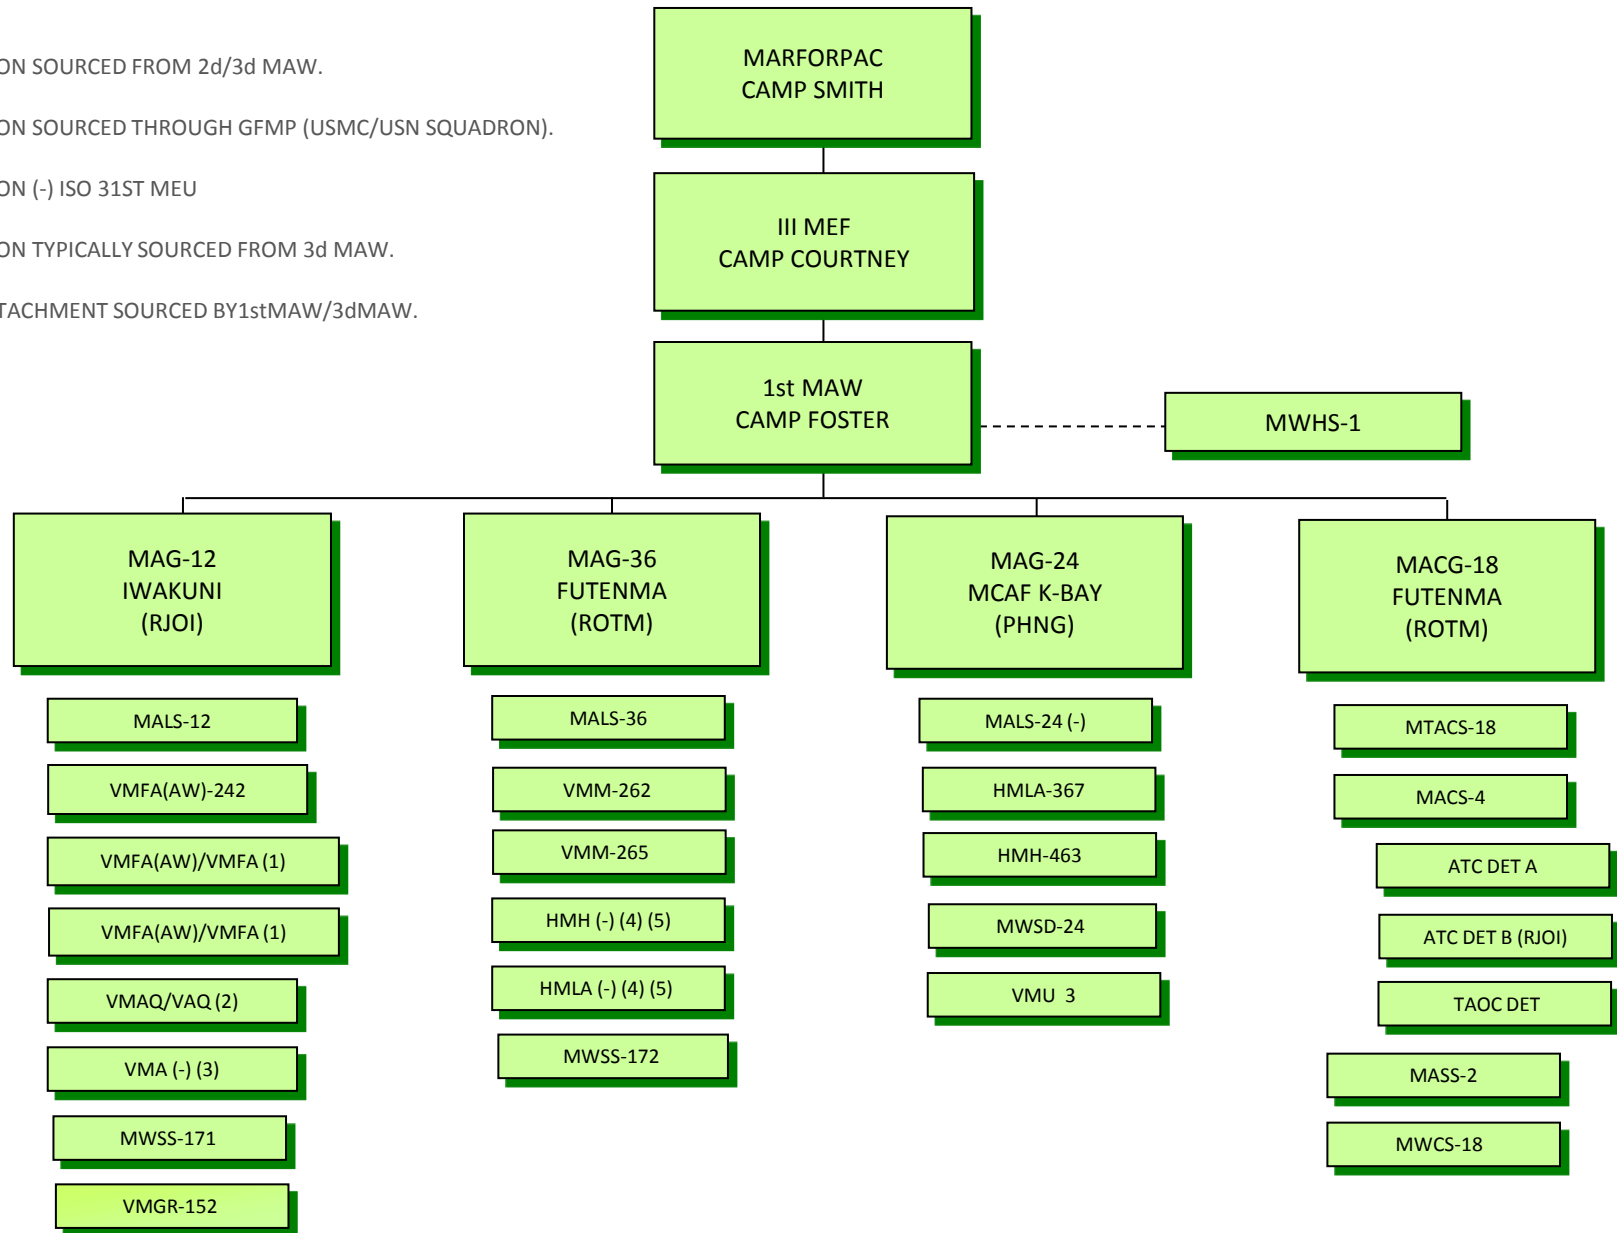 ON SOURCED FROM 2d/3d MAW.
ON SOURCED THROUGH GFMP (USMC/USN SQUADRON).
ON (-) ISO 31ST MEU
ON TYPICALLY SOURCED FROM 3d MAW.
TACHMENT SOURCED BY1stMAW/3dMAW.
MARFORPAC
CAMP SMITH
III MEF
CAMP COURTNEY
1st MAW
CAMP FOSTER
MWHS-1
MAG-12
IWAKUNI
(RJOI)
MALS-12
VMFA(AW)-242
VMFA(AW)/VMFA (1)
VMFA(AW)/VMFA (1)
VMAQ/VAQ (2)
VMA (-) (3)
MWSS-171
VMGR-152
MAG-36
FUTENMA
(ROTM)
MALS-36
VMM-262
VMM-265
HMH (-) (4) (5)
HMLA (-) (4) (5)
MWSS-172
MAG-24
MCAF K-BAY
(PHNG)
MALS-24 (-)
HMLA-367
HMH-463
MWSD-24
VMU 3
MACG-18
FUTENMA
(ROTM)
MTACS-18
MACS-4
ATC DET A
ATC DET B (RJOI)
TAOC DET
MASS-2
MWCS-18